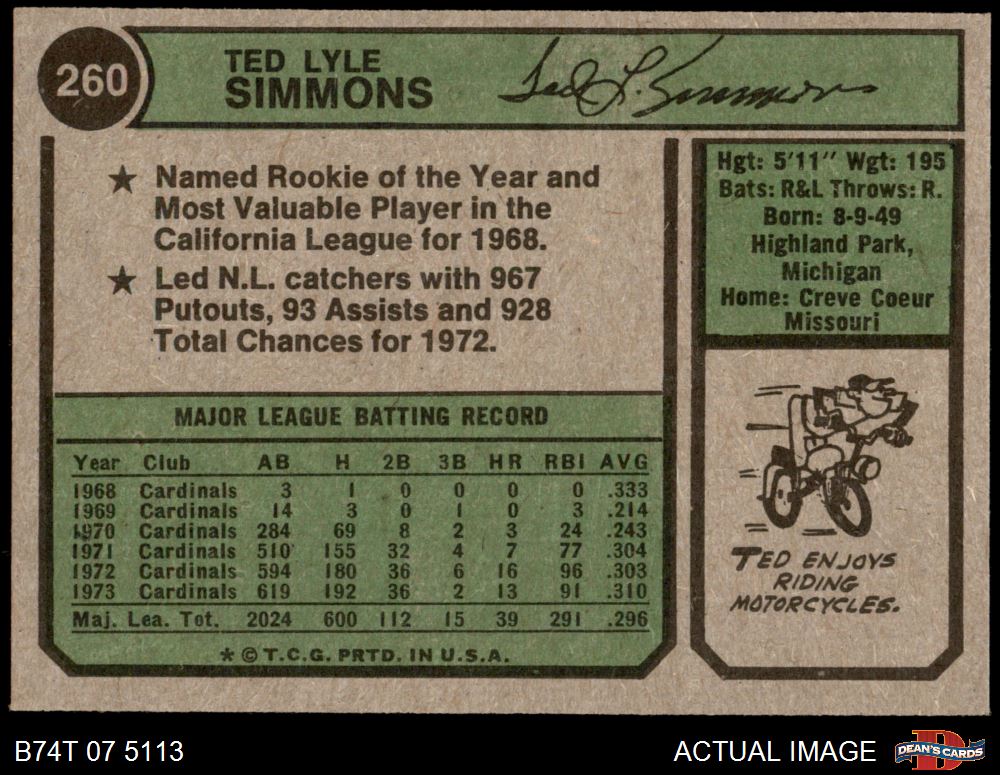 260
TED LYLE
SIMMONS
Ted L. Simmons
★ Named Rookie of the Year and
Most Valuable Player in the
California League for 1968.
★ Led N.L. catchers with 967
Putouts, 93 Assists and 928
Total Chances for 1972.
Hgt: 5'11" Wgt: 195
Bats: R&L Throws: R.
Born: 8-9-49
Highland Park,
Michigan
Home: Creve Coeur
Missouri
MAJOR LEAGUE BATTING RECORD
Year Club AB H 2B 3B HR RBI AVG
1968 Cardinals 3 1 0 0 0 0 .333
1969 Cardinals 14 3 0 1 0 3 .214
1970 Cardinals 284 69 8 2 3 24 .243
1971 Cardinals 510 155 32 4 7 77 .304
1972 Cardinals 594 180 36 6 16 96 .303
1973 Cardinals 619 192 36 2 13 91 .310
Maj. Lea. Tot. 2024 600 112 15 39 291 .296
* © T.C.G. PRTD. IN U.S.A.
TED ENJOYS
RIDING
MOTORCYCLES.
B74T 07 5113
ACTUAL IMAGE
DEAN'S CARDS